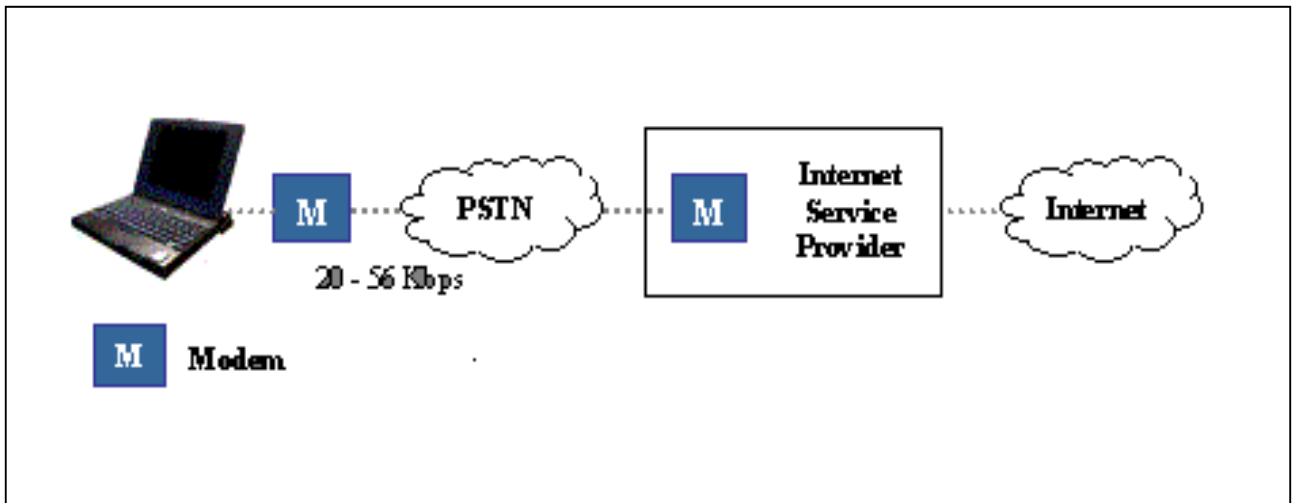 M
PSTN
M
Internet
Service
Provider
Internet
20 - 56 Kbps
M
Modem